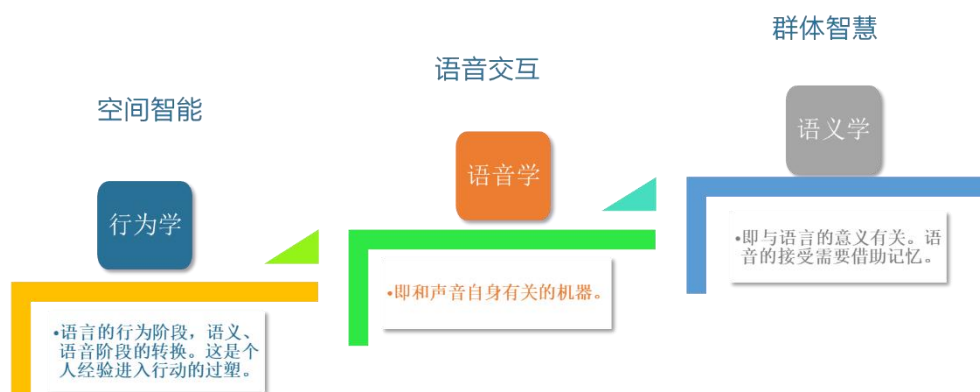 空间智能
行为学
•语言的行为阶段，语义、
语音阶段的转换。这是个
人经验进入行动的过塑。
语音交互
语音学
•即和声音自身有关的机器。
群体智慧
语义学
•即与语言的意义有关。语
音的接受需要借助记忆。